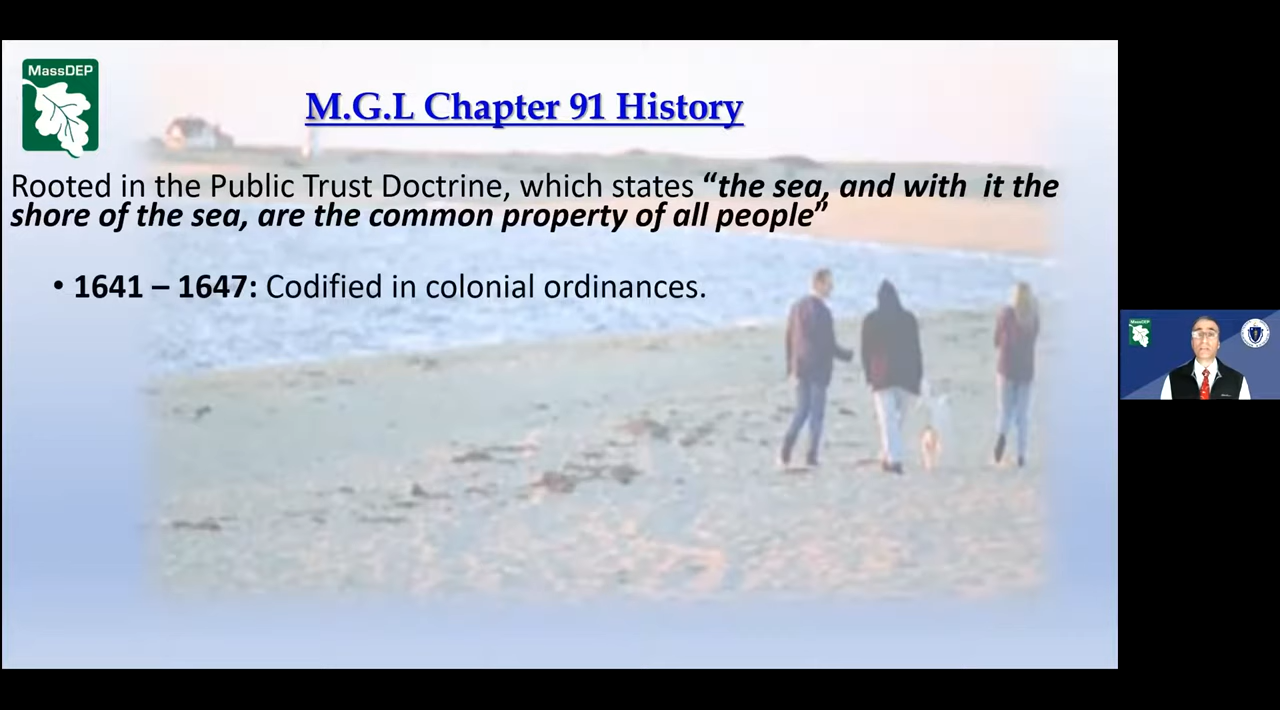 MassDEP
M.G.L Chapter 91 History
Rooted in the Public Trust Doctrine, which states “the sea, and with it the
shore of the sea, are the common property of all people”
• 1641 – 1647: Codified in colonial ordinances.
MassDEP